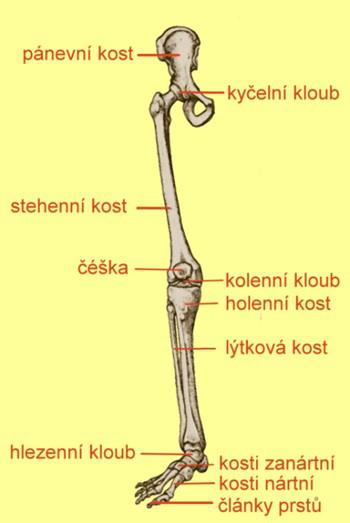 pánevní kost
kyčelní kloub
stehenní kost
čéška
kolenní kloub
holenní kost
lýtková kost
hlezenní kloub
kosti zanártní
kosti nártní
články prstů